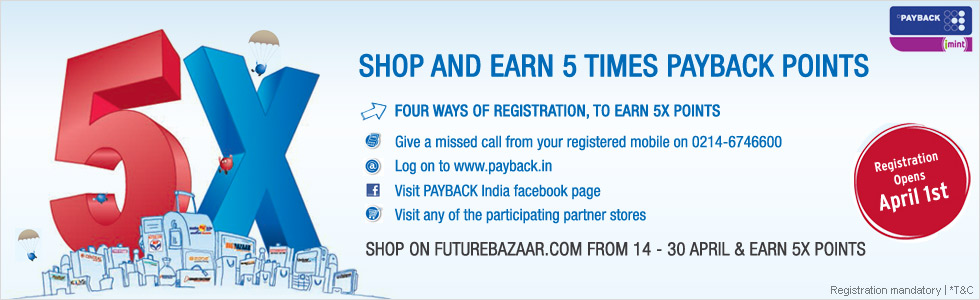 PAYBACK
mint
5X
SHOP AND EARN 5 TIMES PAYBACK POINTS
FOUR WAYS OF REGISTRATION, TO EARN 5X POINTS
Give a missed call from your registered mobile on 0214-6746600
Log on to www.payback.in
Visit PAYBACK India facebook page
Visit any of the participating partner stores
Registration
Opens
April 1st
SHOP ON FUTUREBAZAAR.COM FROM 14 - 30 APRIL & EARN 5X POINTS
Registration mandatory | *T&C